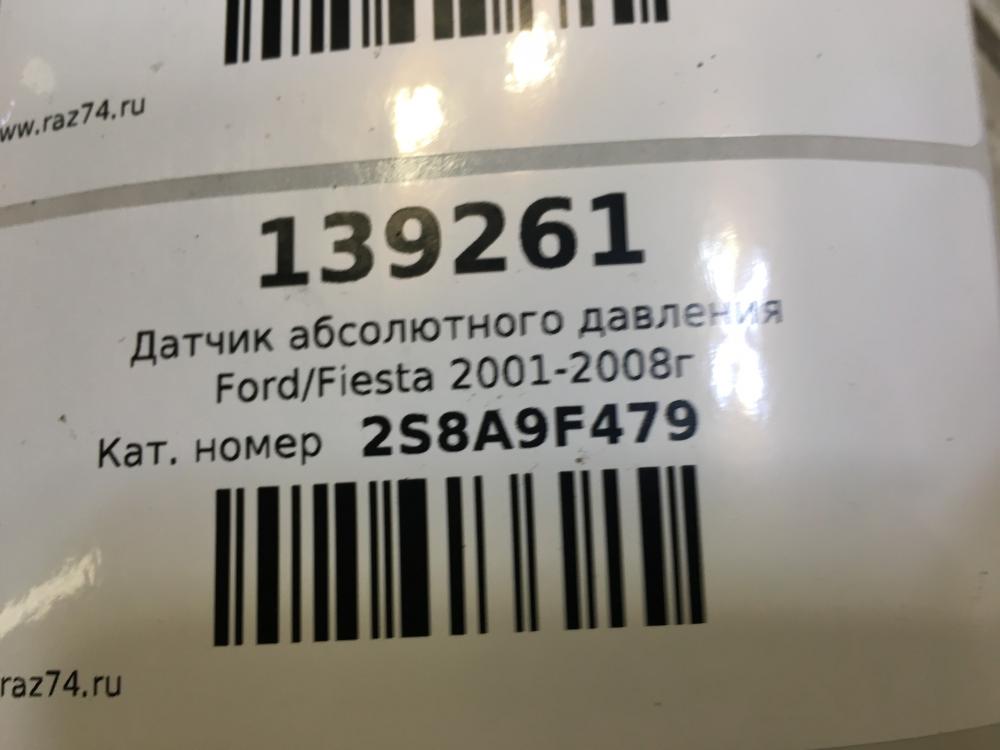 www.raz74.ru
139261
Датчик абсолютного давления
Ford/Fiesta 2001-2008г
Кат. номер 2S8A9F479
raz74.ru